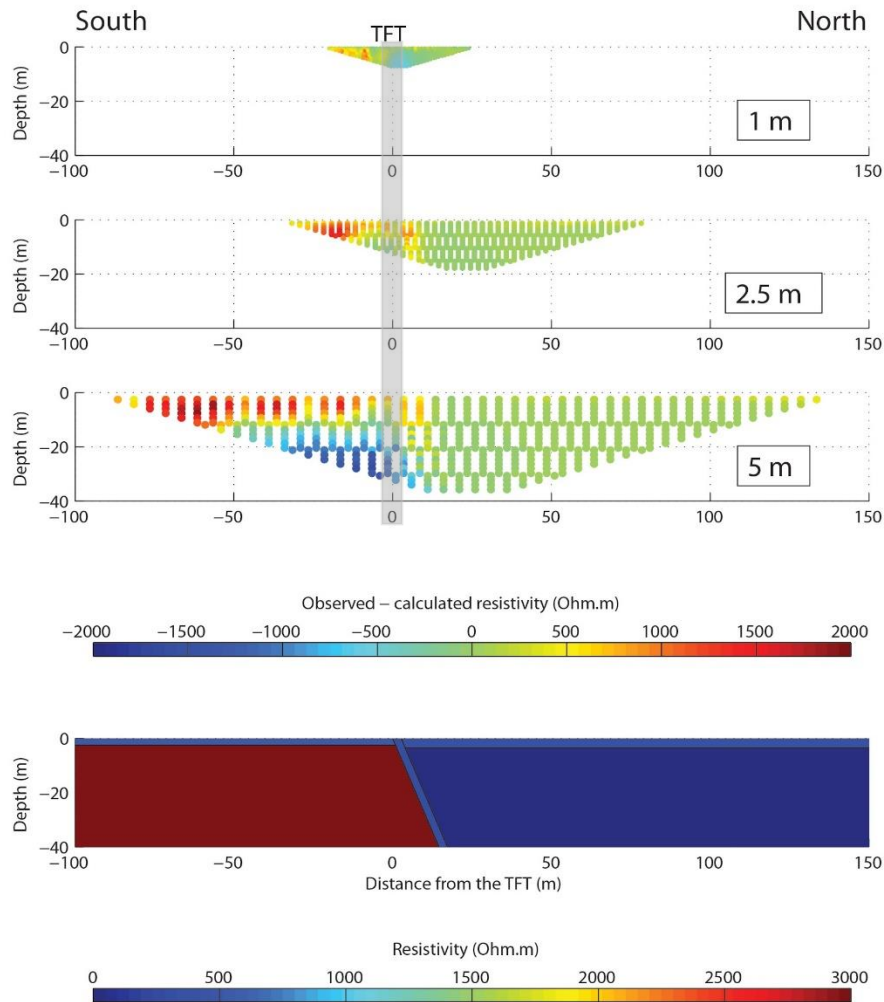 South TFT North
0
−20
−40
Depth (m)
1 m
−100 −50 0 50 100 150
0
−20
−40
Depth (m)
2.5 m
−100 −50 0 50 100 150
0
−20
−40
Depth (m)
5 m
−100 −50 0 50 100 150
Observed − calculated resistivity (Ohm.m)
−2000 −1500 −1000 −500 0 500 1000 1500 2000
0
−20
−40
Depth (m)
−100 −50 0 50 100 150
Distance from the TFT (m)
Resistivity (Ohm.m)
0 500 1000 1500 2000 2500 3000